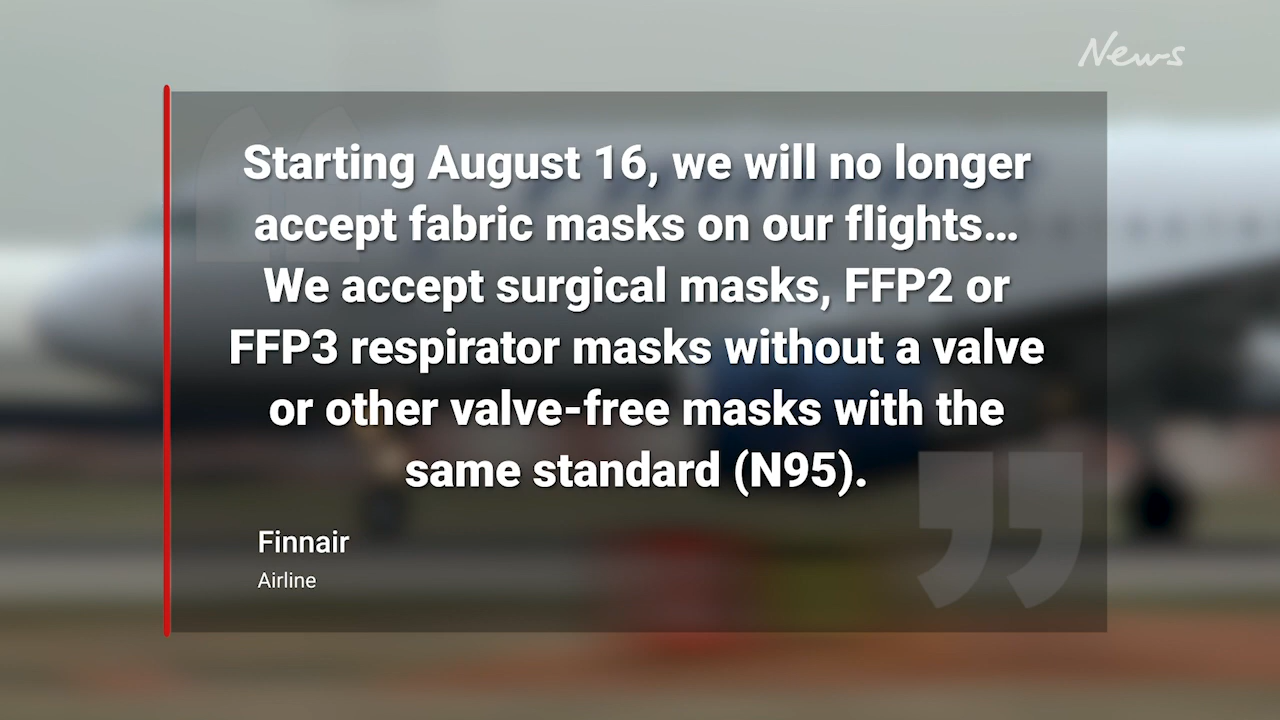 News
Starting August 16, we will no longer
accept fabric masks on our flights…
We accept surgical masks, FFP2 or
FFP3 respirator masks without a valve
or other valve-free masks with the
same standard (N95).
Finnair
Airline